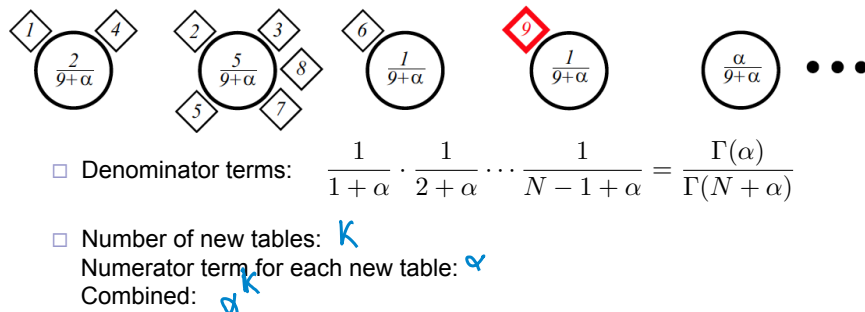 1 4 2 3 8 5 7 6 9
2/(9+α) 5/(9+α) 1/(9+α) 1/(9+α) α/(9+α) •••
□ Denominator terms: 1/(1+α) · 1/(2+α) ··· 1/(N−1+α) = Γ(α)/Γ(N+α)
□ Number of new tables: K
Numerator term for each new table: α
Combined: α^K